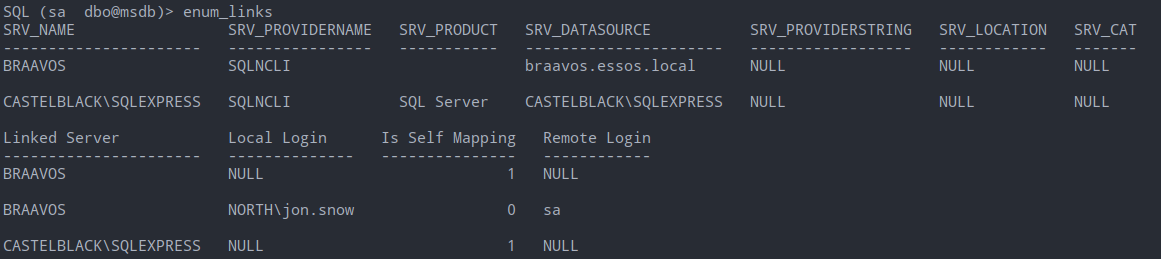 SQL (sa  dbo@msdb)> enum_links
SRV_NAME                SRV_PROVIDERNAME   SRV_PRODUCT   SRV_DATASOURCE          SRV_PROVIDERSTRING   SRV_LOCATION   SRV_CAT
----------------------  ----------------   -----------   ----------------------  ------------------   ------------   -------
BRAAVOS                 SQLNCLI                          braavos.essos.local     NULL                 NULL           NULL
CASTELBLACK\SQLEXPRESS  SQLNCLI            SQL Server    CASTELBLACK\SQLEXPRESS  NULL                 NULL           NULL
Linked Server           Local Login      Is Self Mapping   Remote Login
----------------------  --------------   ---------------   ------------
BRAAVOS                 NULL                           1   NULL
BRAAVOS                 NORTH\jon.snow                 0   sa
CASTELBLACK\SQLEXPRESS  NULL                           1   NULL